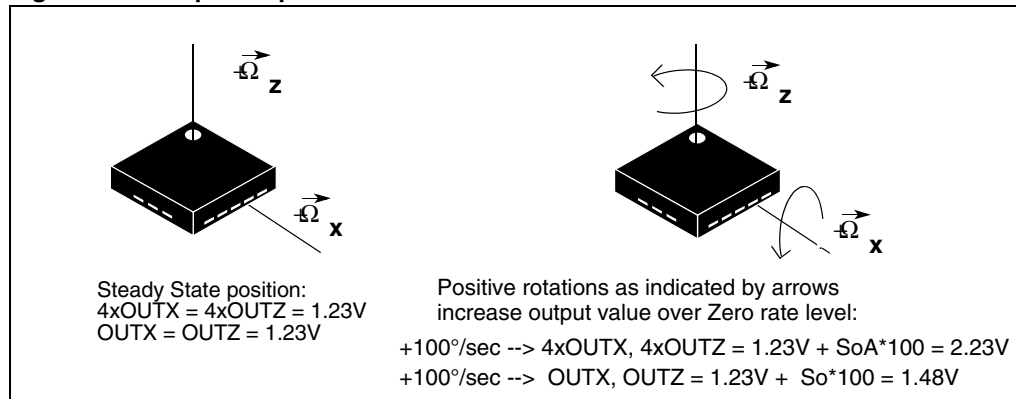 +Ω Z
+Ω X
Steady State position:
4xOUTX = 4xOUTZ = 1.23V
OUTX = OUTZ = 1.23V
+Ω Z
+Ω X
Positive rotations as indicated by arrows
increase output value over Zero rate level:
+100°/sec --> 4xOUTX, 4xOUTZ = 1.23V + SoA*100 = 2.23V
+100°/sec --> OUTX, OUTZ = 1.23V + So*100 = 1.48V